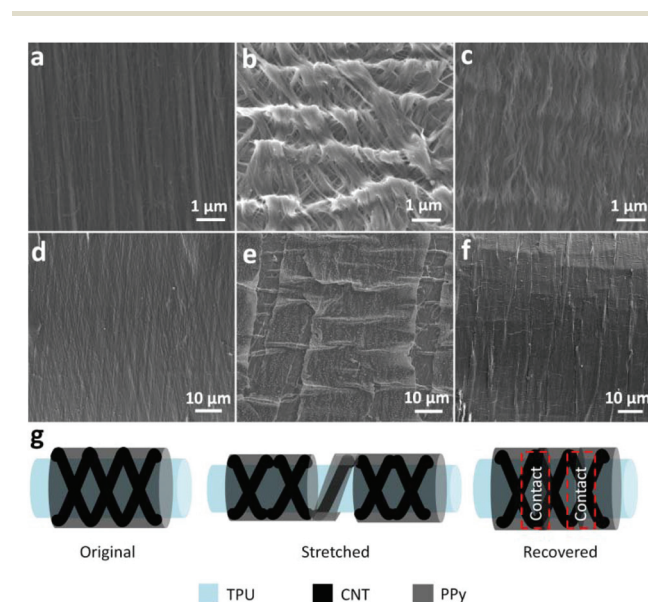 a
b
c
1 μm
1 μm
1 μm
d
e
f
10 μm
10 μm
10 μm
g
Contact
Contact
Original
Stretched
Recovered
TPU
CNT
PPy